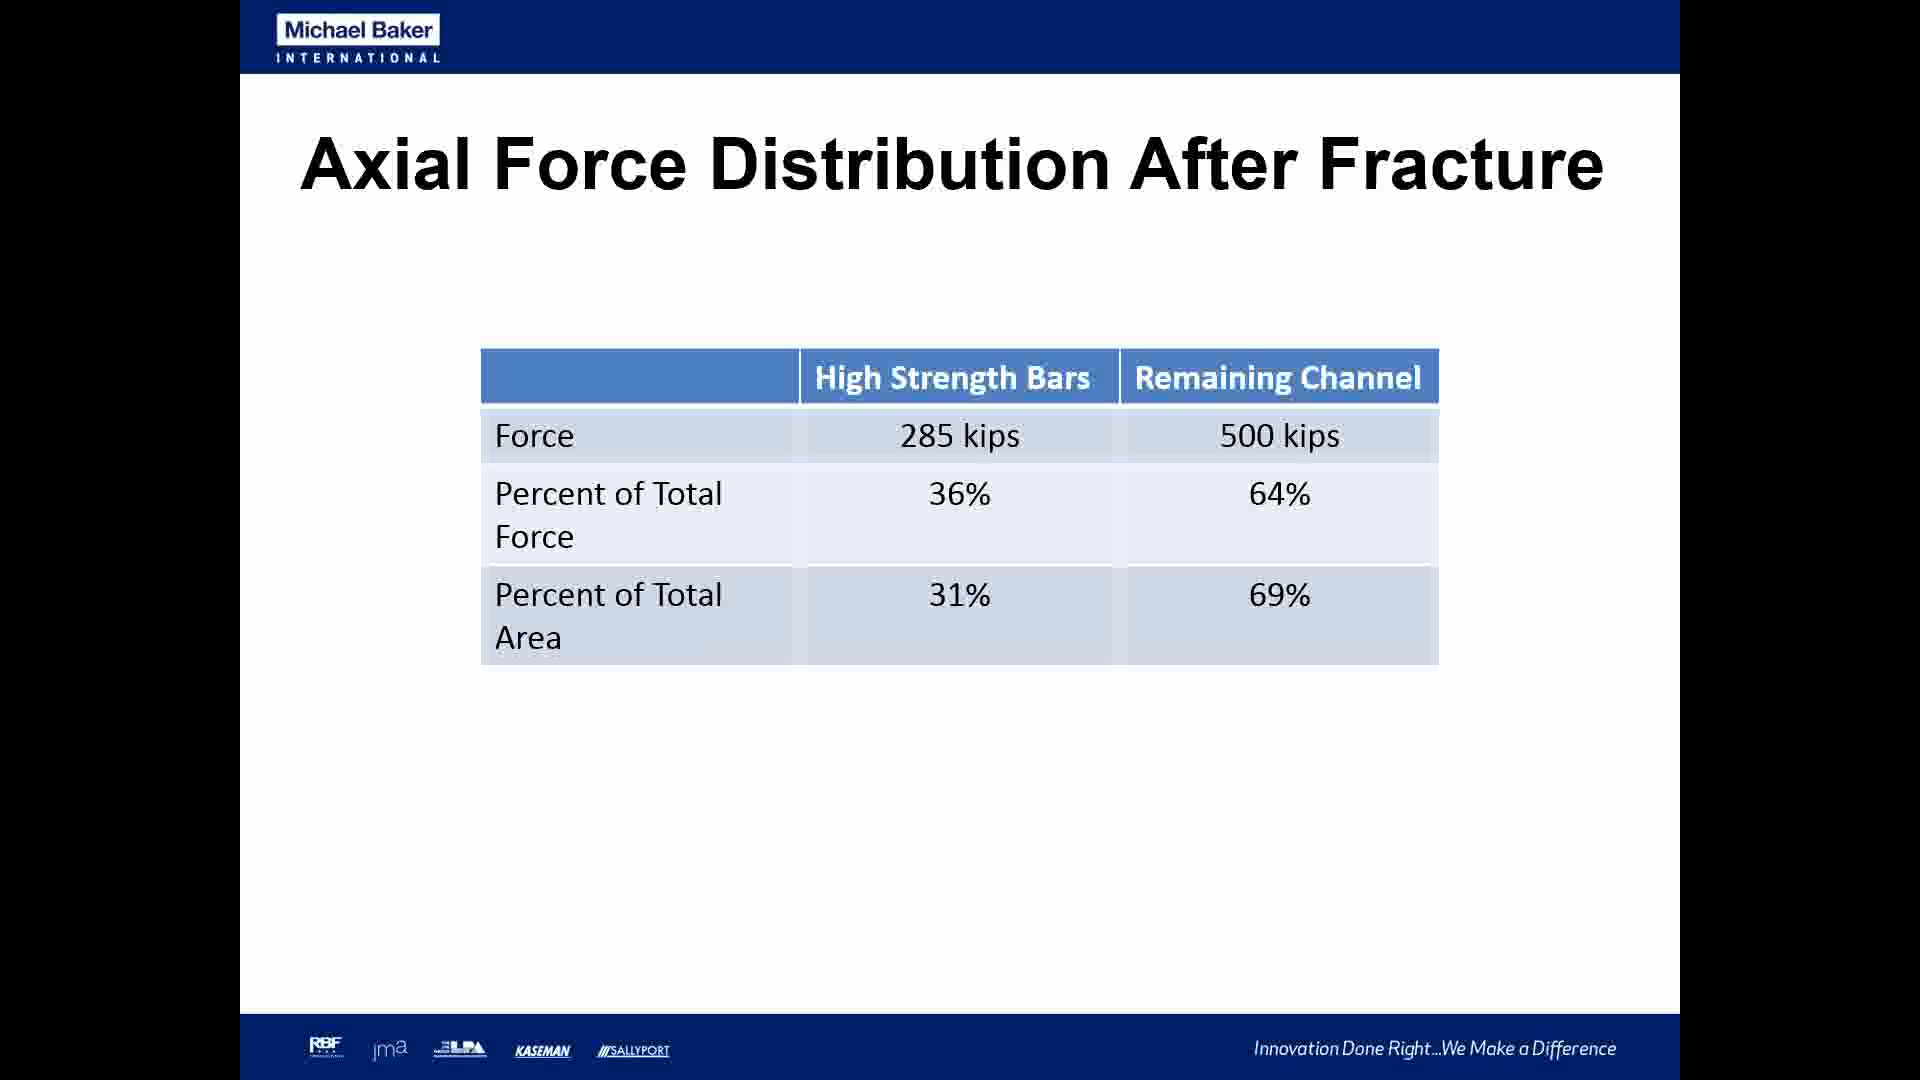 Michael Baker
INTERNATIONAL
Axial Force Distribution After Fracture
High Strength Bars Remaining Channel
Force 285 kips 500 kips
Percent of Total 36% 64%
Force
Percent of Total 31% 69%
Area
RBF jma LPA KASEMAN SALLYPORT Innovation Done Right...We Make a Difference